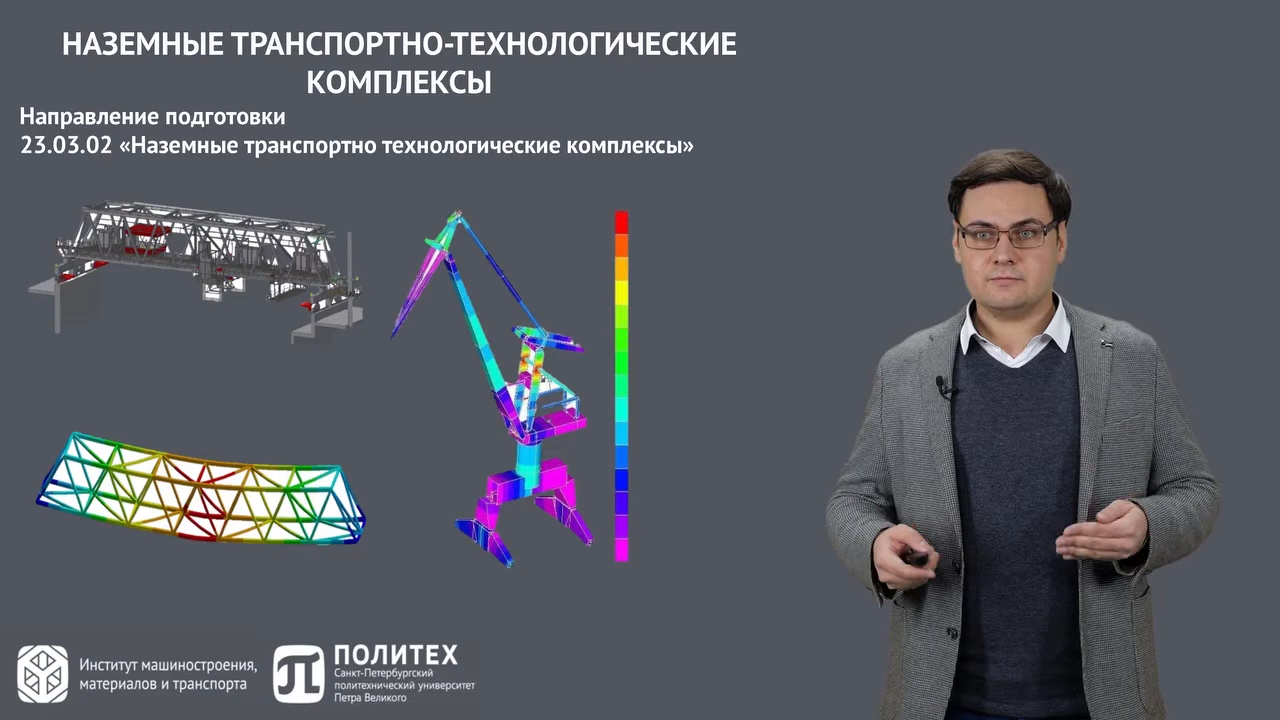 НАЗЕМНЫЕ ТРАНСПОРТНО-ТЕХНОЛОГИЧЕСКИЕ
КОМПЛЕКСЫ
Направление подготовки
23.03.02 «Наземные транспортно технологические комплексы»
Институт машиностроения,
материалов и транспорта
ПОЛИТЕХ
Санкт-Петербургский
политехнический университет
Петра Великого